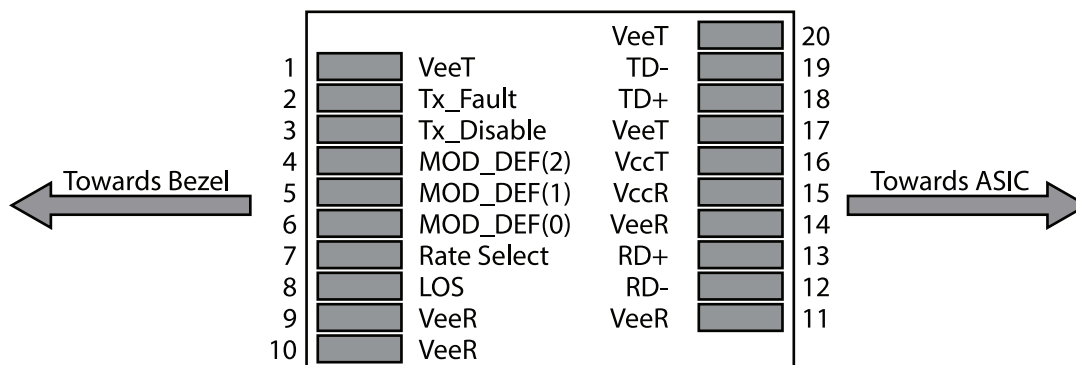 VeeT 20
1 VeeT TD- 19
2 Tx_Fault TD+ 18
3 Tx_Disable VeeT 17
4 MOD_DEF(2) VccT 16
Towards Bezel
5 MOD_DEF(1) VccR 15
Towards ASIC
6 MOD_DEF(0) VeeR 14
7 Rate Select RD+ 13
8 LOS RD- 12
9 VeeR VeeR 11
10 VeeR